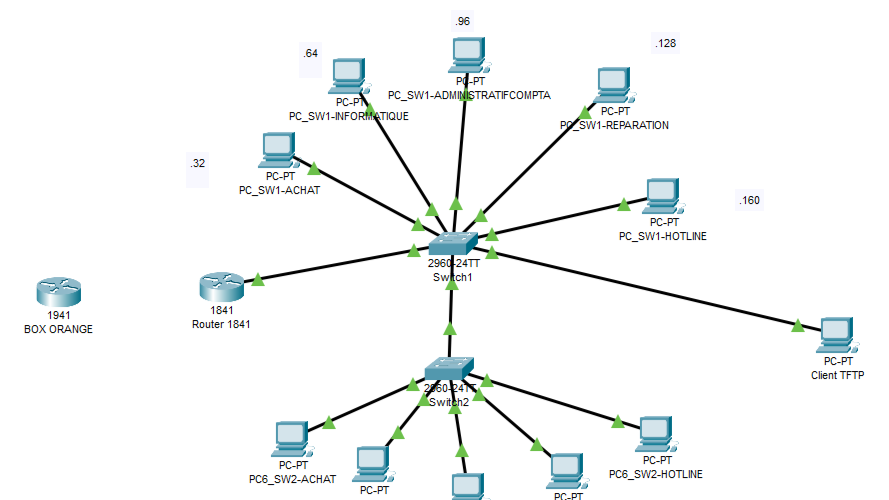 .96
.128
.64
PC-PT
PC_SW1-ADMINISTRATIFCOMPTA
PC-PT
PC_SW1-INFORMATIQUE
PC-PT
PC_SW1-REPARATION
.32
PC-PT
PC_SW1-ACHAT
.160
PC-PT
PC_SW1-HOTLINE
2960-24TT
Switch1
1941
BOX ORANGE
1841
Router 1841
PC-PT
Client TFTP
2960-24TT
Switch2
PC-PT
PC6_SW2-ACHAT
PC-PT
PC-PT
PC-PT
PC6_SW2-HOTLINE